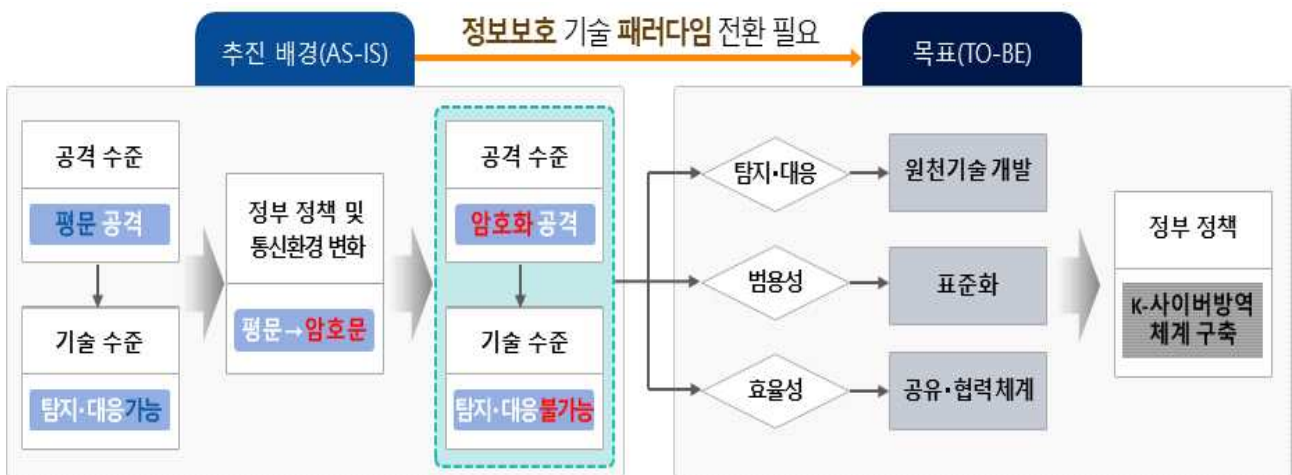 정보보호 기술 패러다임 전환 필요
추진 배경(AS-IS)
목표(TO-BE)
공격 수준
평문 공격
기술 수준
탐지·대응가능
정부 정책 및
통신환경 변화
평문→암호문
공격 수준
암호화 공격
기술 수준
탐지·대응불가능
탐지·대응
원천기술 개발
범용성
표준화
효율성
공유·협력체계
정부 정책
K-사이버방역
체계 구축